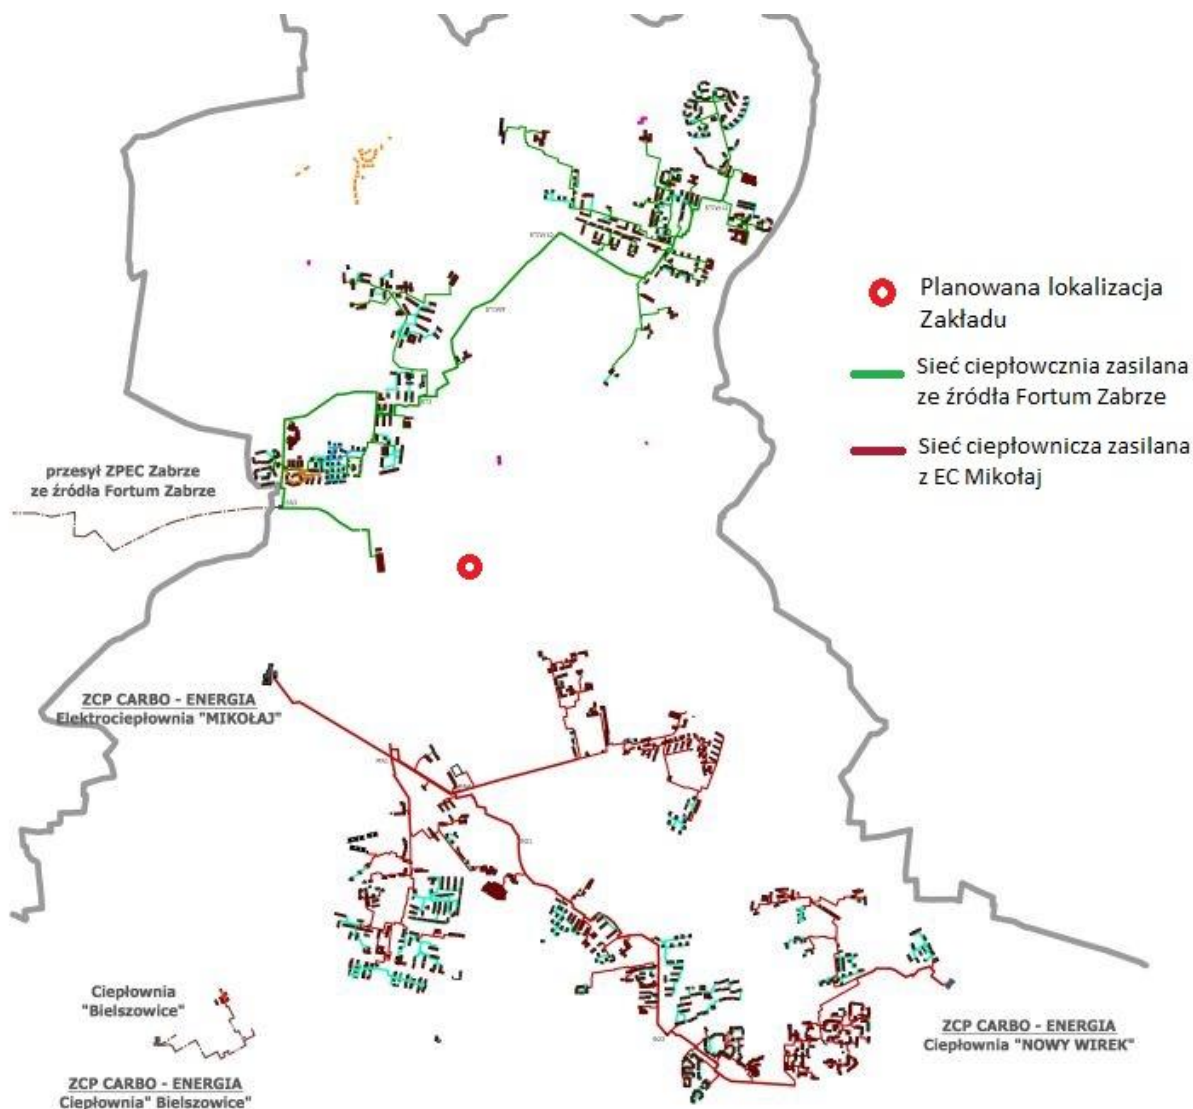 Planowana lokalizacja
Zakładu
Sieć ciepłowcznia zasilana
ze źródła Fortum Zabrze
Sieć ciepłownicza zasilana
z EC Mikołaj
przesył ZPEC Zabrze
ze źródła Fortum Zabrze
ZCP CARBO - ENERGIA
Elektrociepłownia "MIKOŁAJ"
Ciepłownia
"Bielszowice"
ZCP CARBO - ENERGIA
Ciepłownia" Bielszowice"
ZCP CARBO - ENERGIA
Ciepłownia "NOWY WIREK"